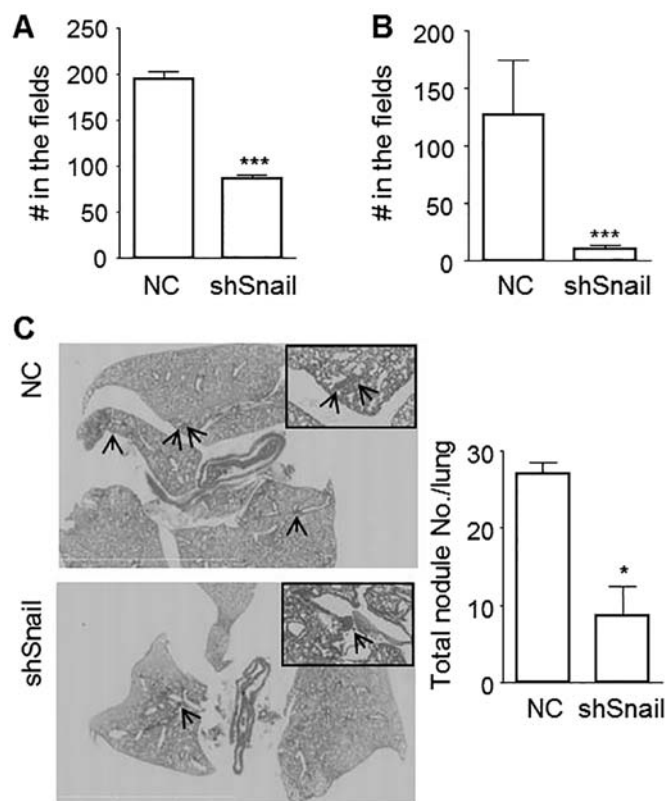 A
# in the fields
250
200
150
100
50
0
***
NC shSnail
B
# in the fields
200
150
100
50
0
***
NC shSnail
C
NC
shSnail
Total nodule No./lung
30
20
10
0
*
NC shSnail